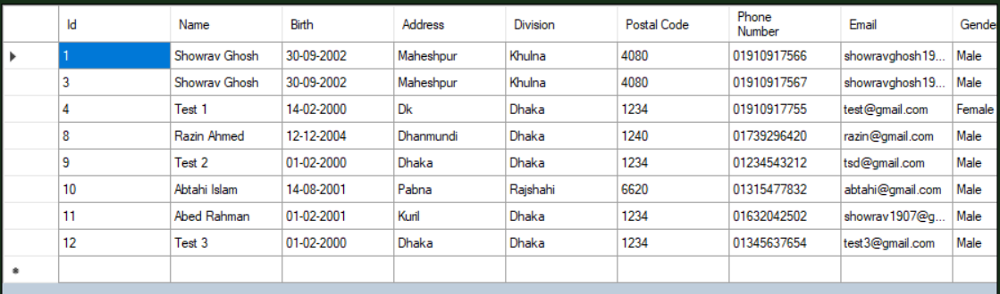 Id Name Birth Address Division Postal Code Phone Number Email Gende
1 Showrav Ghosh 30-09-2002 Maheshpur Khulna 4080 01910917566 showravghosh19... Male
3 Showrav Ghosh 30-09-2002 Maheshpur Khulna 4080 01910917567 showravghosh19... Male
4 Test 1 14-02-2000 Dk Dhaka 1234 01910917755 test@gmail.com Female
8 Razin Ahmed 12-12-2004 Dhanmundi Dhaka 1240 01739296420 razin@gmail.com Male
9 Test 2 01-02-2000 Dhaka Dhaka 1234 01234543212 tsd@gmail.com Male
10 Abtahi Islam 14-08-2001 Pabna Rajshahi 6620 01315477832 abtahi@gmail.com Male
11 Abed Rahman 01-02-2001 Kuril Dhaka 1234 01632042502 showrav1907@g... Male
12 Test 3 01-02-2000 Dhaka Dhaka 1234 01345637654 test3@gmail.com Male